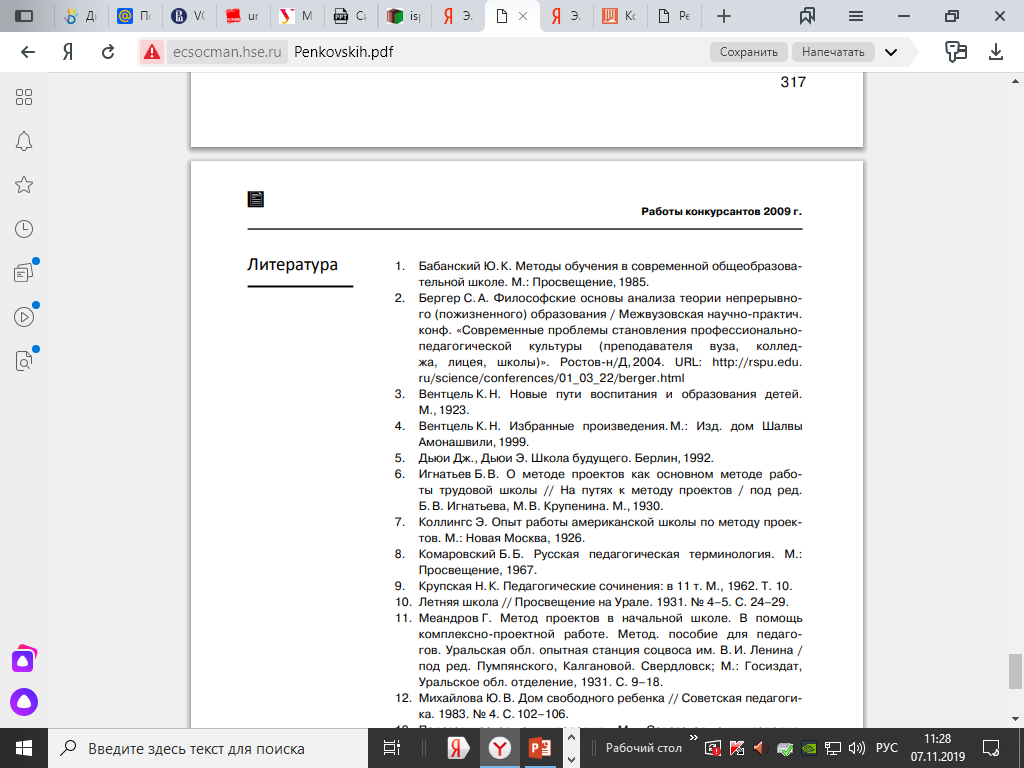 Д
П
VC
ur
М
Си
isp
Э.
Э.
Кс
Ре
ecsocman.hse.ru Penkovskih.pdf Сохранить Напечатать
317
Работы конкурсантов 2009 г.
Литература
1. Бабанский Ю. К. Методы обучения в современной общеобразова-
тельной школе. М.: Просвещение, 1985.
2. Бергер С. А. Философские основы анализа теории непрерывно-
го (пожизненного) образования / Межвузовская научно-практич.
конф. «Современные проблемы становления профессионально-
педагогической культуры (преподавателя вуза, коллед-
жа, лицея, школы)». Ростов-н/Д, 2004. URL: http://rspu.edu.
ru/science/conferences/01_03_22/berger.html
3. Вентцель К. Н. Новые пути воспитания и образования детей.
М., 1923.
4. Вентцель К. Н. Избранные произведения. М.: Изд. дом Шалвы
Амонашвили, 1999.
5. Дьюи Дж., Дьюи Э. Школа будущего. Берлин, 1992.
6. Игнатьев Б. В. О методе проектов как основном методе рабо-
ты трудовой школы // На путях к методу проектов / под ред.
Б. В. Игнатьева, М. В. Крупенина. М., 1930.
7. Коллингс Э. Опыт работы американской школы по методу проек-
тов. М.: Новая Москва, 1926.
8. Комаровский Б. Б. Русская педагогическая терминология. М.:
Просвещение, 1967.
9. Крупская Н. К. Педагогические сочинения: в 11 т. М., 1962. Т. 10.
10. Летняя школа // Просвещение на Урале. 1931. № 4–5. С. 24–29.
11. Меандров Г. Метод проектов в начальной школе. В помощь
комплексно-проектной работе. Метод. пособие для педаго-
гов. Уральская обл. опытная станция соцвоса им. В. И. Ленина /
под ред. Пумпянского, Калгановой. Свердловск; М.: Госиздат,
Уральское обл. отделение, 1931. С. 9–18.
12. Михайлова Ю. В. Дом свободного ребенка // Советская педагоги-
ка. 1983. № 4. С. 102–106.
Введите здесь текст для поиска
Рабочий стол
РУС
11:28
07.11.2019